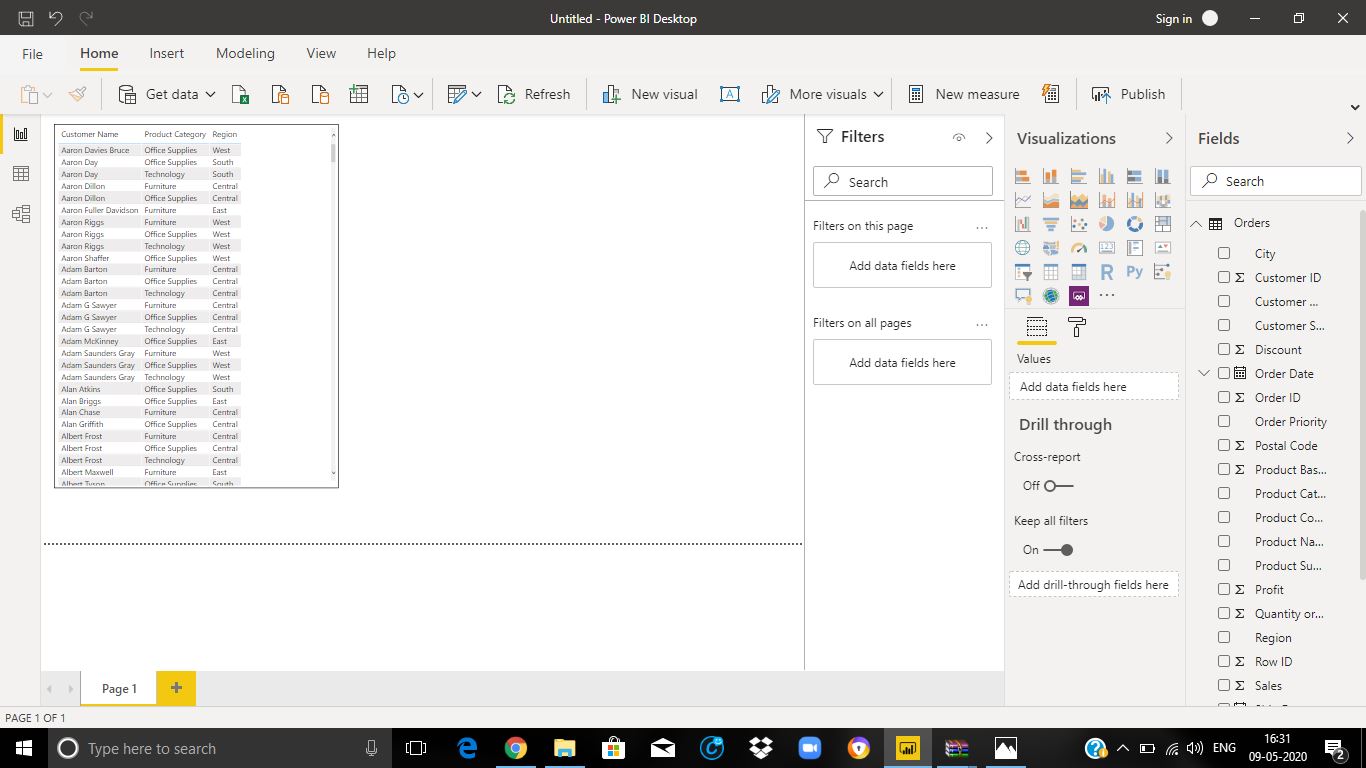 Untitled - Power BI Desktop
Sign in
File Home Insert Modeling View Help
Get data
Refresh
New visual
More visuals
New measure
Publish
Customer Name Product Category Region
Aaron Davies Bruce Office Supplies West
Aaron Day Office Supplies South
Aaron Day Technology South
Aaron Dillon Furniture Central
Aaron Dillon Office Supplies Central
Aaron Fuller Davidson Furniture East
Aaron Riggs Furniture West
Aaron Riggs Office Supplies West
Aaron Riggs Technology West
Aaron Shaffer Office Supplies West
Adam Barton Furniture Central
Adam Barton Office Supplies Central
Adam Barton Technology Central
Adam G Sawyer Furniture Central
Adam G Sawyer Office Supplies Central
Adam G Sawyer Technology Central
Adam McKinney Office Supplies East
Adam Saunders Gray Furniture West
Adam Saunders Gray Office Supplies West
Adam Saunders Gray Technology West
Alan Atkins Office Supplies South
Alan Briggs Office Supplies East
Alan Chase Furniture Central
Alan Griffith Office Supplies Central
Albert Frost Furniture Central
Albert Frost Office Supplies Central
Albert Frost Technology Central
Albert Maxwell Furniture East
Albert Tyson Office Supplies South
Filters
Search
Filters on this page ...
Add data fields here
Filters on all pages ...
Add data fields here
Visualizations
123
R
Py
...
Values
Add data fields here
Drill through
Cross-report
Off
Keep all filters
On
Add drill-through fields here
Fields
Search
Orders
City
Σ Customer ID
Customer ...
Customer S...
Σ Discount
Order Date
Σ Order ID
Order Priority
Σ Postal Code
Σ Product Bas...
Product Cat...
Product Co...
Product Na...
Product Su...
Σ Profit
Σ Quantity or...
Region
Σ Row ID
Σ Sales
Page 1
+
PAGE 1 OF 1
Type here to search
ENG
16:31
09-05-2020
2